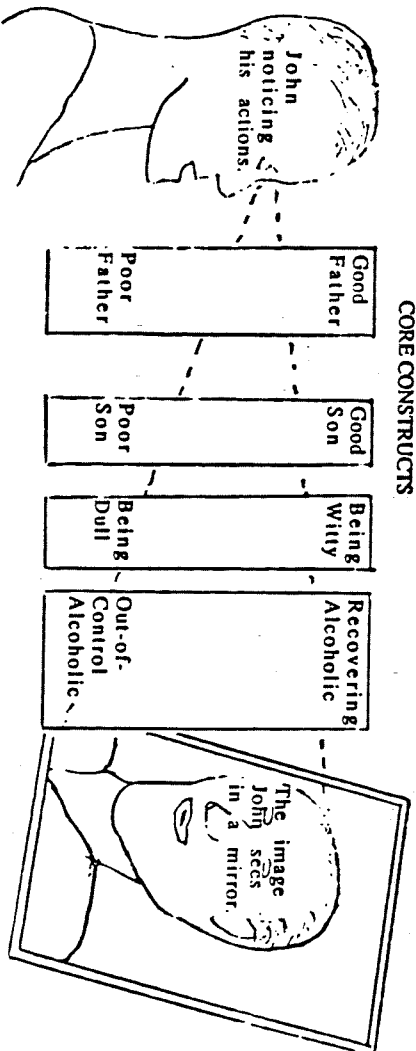 CORE CONSTRUCTS
John
noticing
his actions.
Good
Father
Poor
Father
Good
Son
Poor
Son
Being
Witty
Being
Dull
Recovering
Alcoholic
Out-of-
Control
Alcoholic
The image
John sees
in a mirror.